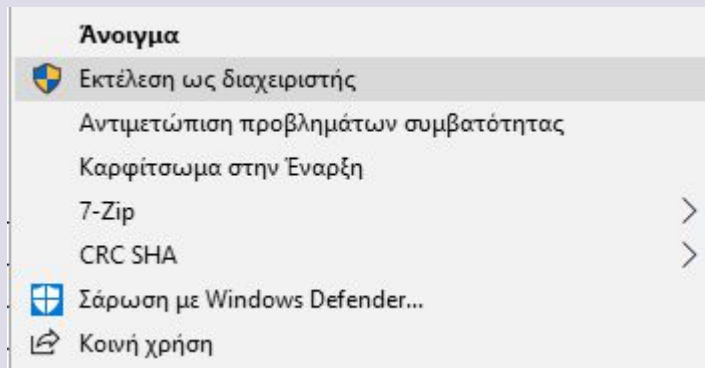 Άνοιγμα
Εκτέλεση ως διαχειριστής
Αντιμετώπιση προβλημάτων συμβατότητας
Καρφίτσωμα στην Έναρξη
7-Zip
CRC SHA
Σάρωση με Windows Defender...
Κοινή χρήση